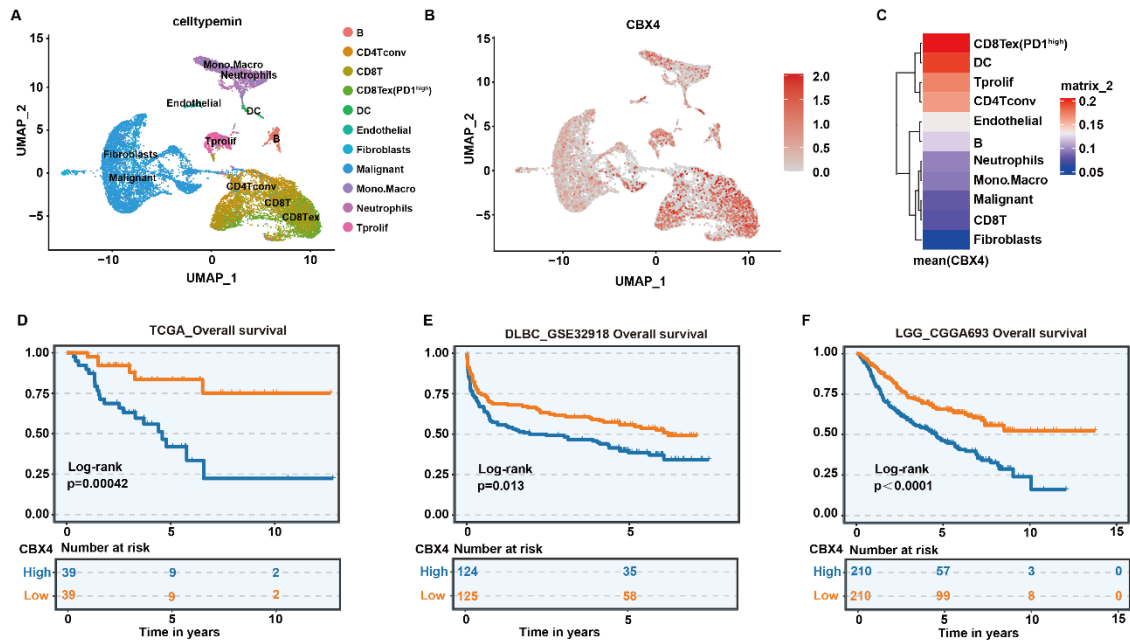 A
celltypemin
15
10
5
0
−5
−10
0
10
UMAP_2
UMAP_1
Mono.Macro
Neutrophils
Endothelial
DC
Tprolif
B
Fibroblasts
Malignant
CD4Tconv
CD8T
CD8Tex
B
CD4Tconv
CD8T
CD8Tex(PD1high)
DC
Endothelial
Fibroblasts
Malignant
Mono.Macro
Neutrophils
Tprolif
B
CBX4
15
10
5
0
−5
−10
0
10
UMAP_2
UMAP_1
2.0
1.5
1.0
0.5
0.0
C
CD8Tex(PD1high)
DC
Tprolif
CD4Tconv
Endothelial
B
Neutrophils
Mono.Macro
Malignant
CD8T
Fibroblasts
mean(CBX4)
matrix_2
0.2
0.15
0.1
0.05
D
TCGA_Overall survival
1.00
0.75
0.50
0.25
0.00
Log-rank
p=0.00042
0 5 10
CBX4 Number at risk
High 39 9 2
Low 39 9 2
0 5 10
Time in years
E
DLBC_GSE32918 Overall survival
1.00
0.75
0.50
0.25
0.00
Log-rank
p=0.013
0 5
CBX4 Number at risk
High 124 35
Low 125 58
0 5
Time in years
F
LGG_CGGA693 Overall survival
1.00
0.75
0.50
0.25
0.00
Log-rank
p<0.0001
0 5 10 15
CBX4 Number at risk
High 210 57 3 0
Low 210 99 8 0
0 5 10 15
Time in years